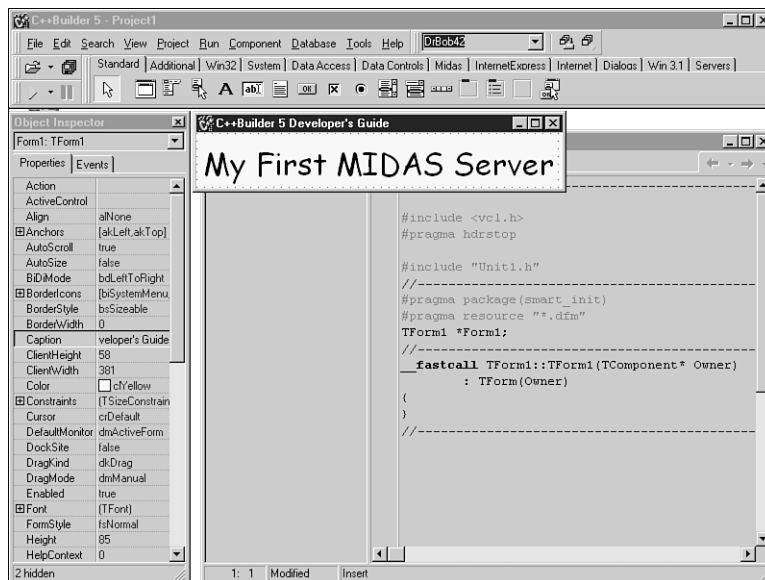 C++Builder 5 - Project1
File Edit Search View Project Run Component Database Tools Help DrBob42
Standard Additional Win32 System Data Access Data Controls Midas InternetExpress Internet Dialogs Win 3.1 Servers
A ab OK
Object Inspector
Form1: TForm1
Properties Events
Action
ActiveControl
Align alNone
Anchors [akLeft,akTop]
AutoScroll true
AutoSize false
BiDiMode bdLeftToRight
BorderIcons [biSystemMenu,
BorderStyle bsSizeable
BorderWidth 0
Caption veloper's Guide
ClientHeight 58
ClientWidth 381
Color clYellow
Constraints (TSizeConstrain
Cursor crDefault
DefaultMonitor dmActiveForm
DockSite false
DragKind dkDrag
DragMode dmManual
Enabled true
Font (TFont)
FormStyle fsNormal
Height 85
HelpContext 0
2 hidden
C++Builder 5 Developer's Guide
My First MIDAS Server
#include <vcl.h>
#pragma hdrstop
#include "Unit1.h"
//------------------------------------------
#pragma package(smart_init)
#pragma resource "*.dfm"
TForm1 *Form1;
//------------------------------------------
__fastcall TForm1::TForm1(TComponent* Owner)
: TForm(Owner)
{
}
//------------------------------------------
1: 1 Modified Insert